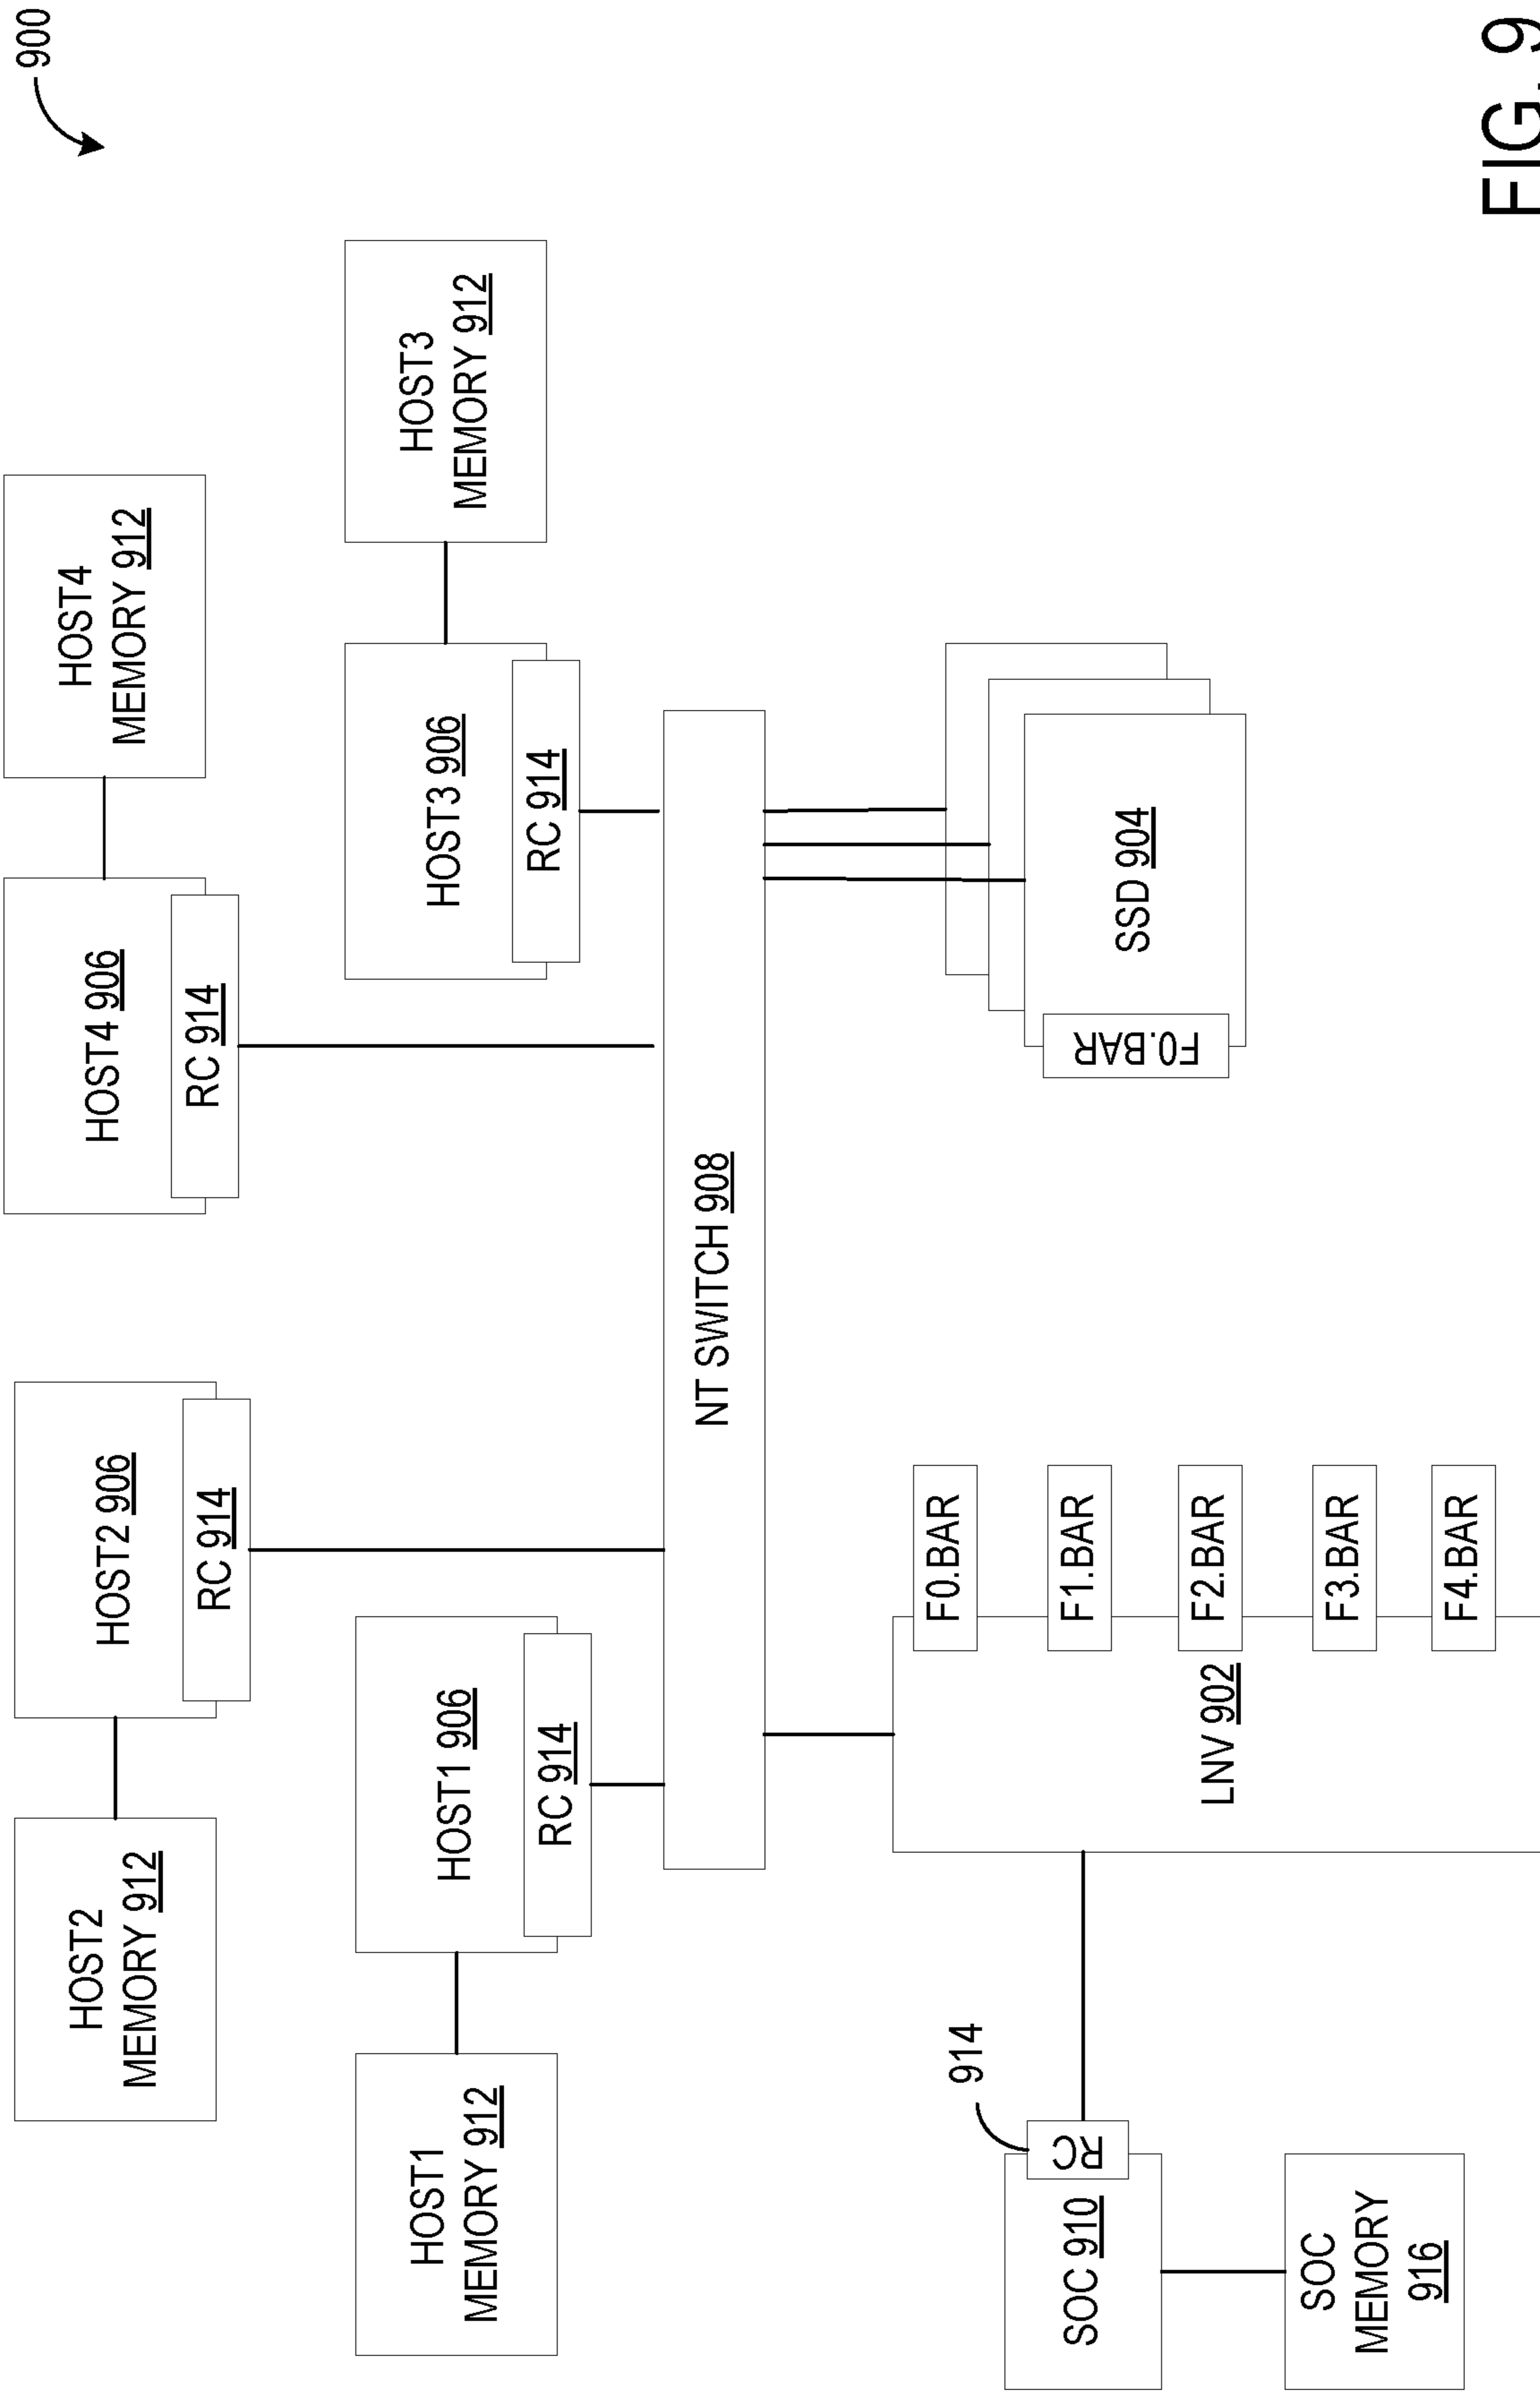 900
HOST2
MEMORY 912
HOST2 906
RC 914
HOST4 906
RC 914
HOST4
MEMORY 912
HOST1
MEMORY 912
HOST1 906
RC 914
HOST3 906
RC 914
HOST3
MEMORY 912
NT SWITCH 908
914
SOC 910
RC
SOC
MEMORY
916
LNV 902
F0.BAR
F1.BAR
F2.BAR
F3.BAR
F4.BAR
F0.BAR
SSD 904
FIG. 9